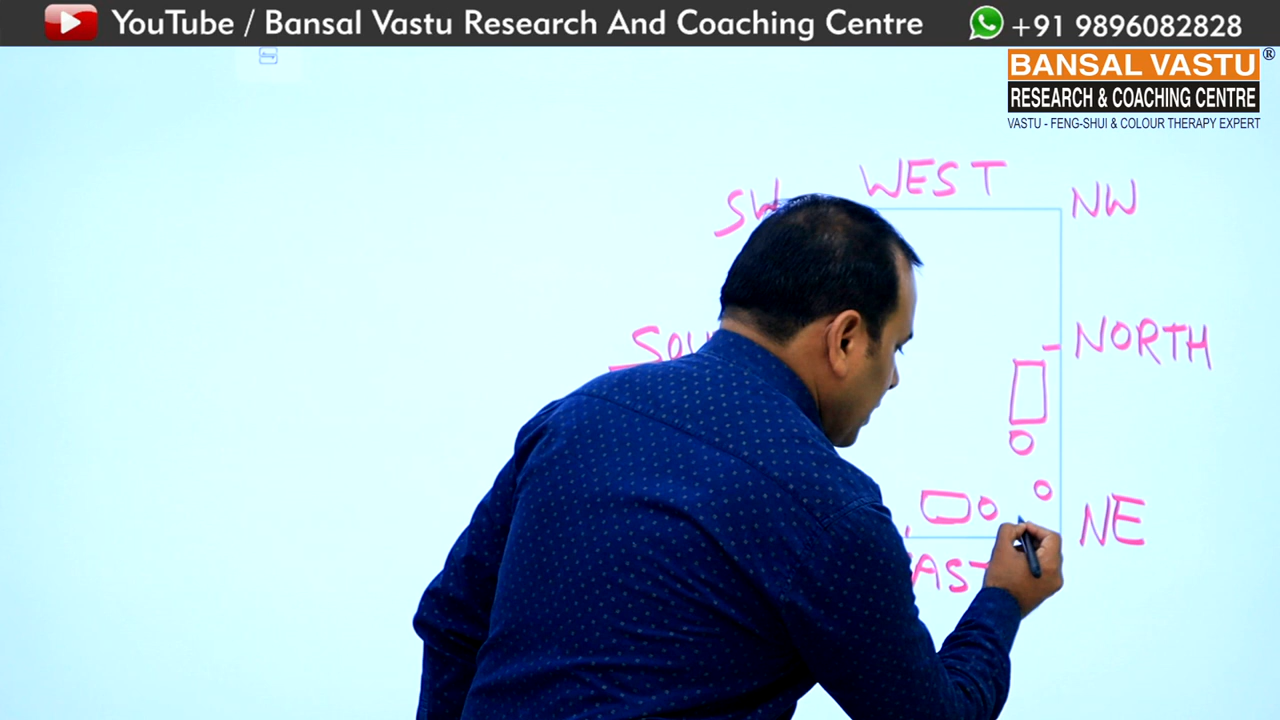 YouTube / Bansal Vastu Research And Coaching Centre
+91 9896082828
BANSAL VASTU ®
RESEARCH & COACHING CENTRE
VASTU - FENG-SHUI & COLOUR THERAPY EXPERT
WEST
SW
NW
NORTH
NE